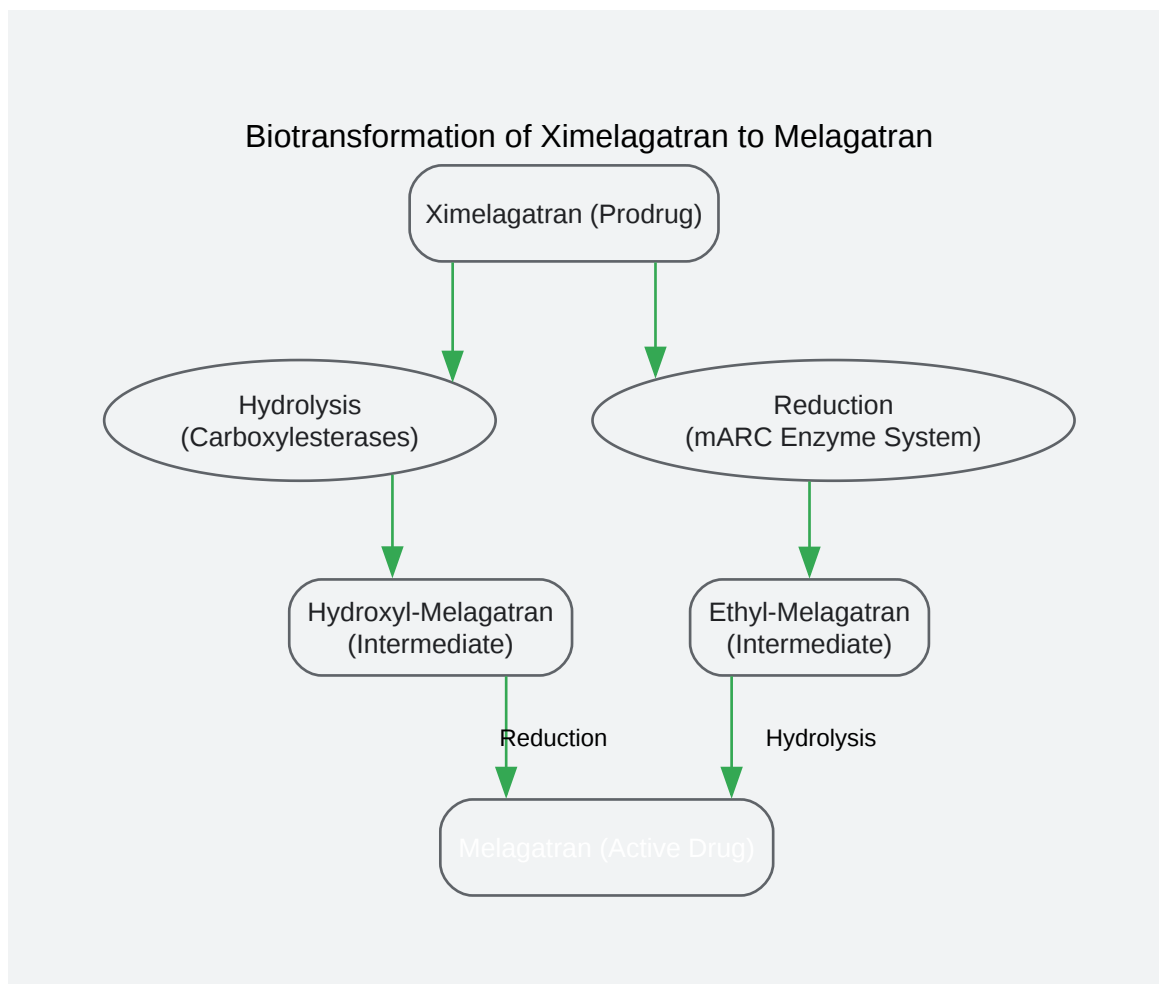 Biotransformation of Ximelagatran to Melagatran
Ximelagatran (Prodrug)
Hydrolysis
(Carboxylesterases)
Reduction
(mARC Enzyme System)
Hydroxyl-Melagatran
(Intermediate)
Ethyl-Melagatran
(Intermediate)
Reduction
Hydrolysis
Melagatran (Active Drug)